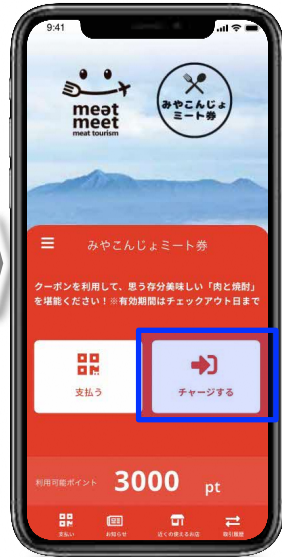 9:41
meat
meet
meat tourism
みやこんじょ
ミート券
みやこんじょミート券
クーポンを利用して、思う存分美味しい「肉と焼酎」
を堪能ください！※有効期間はチェックアウト日まで
支払う
チャージする
利用可能ポイント 3000 pt
支払い お知らせ 近くの使えるお店 取引履歴